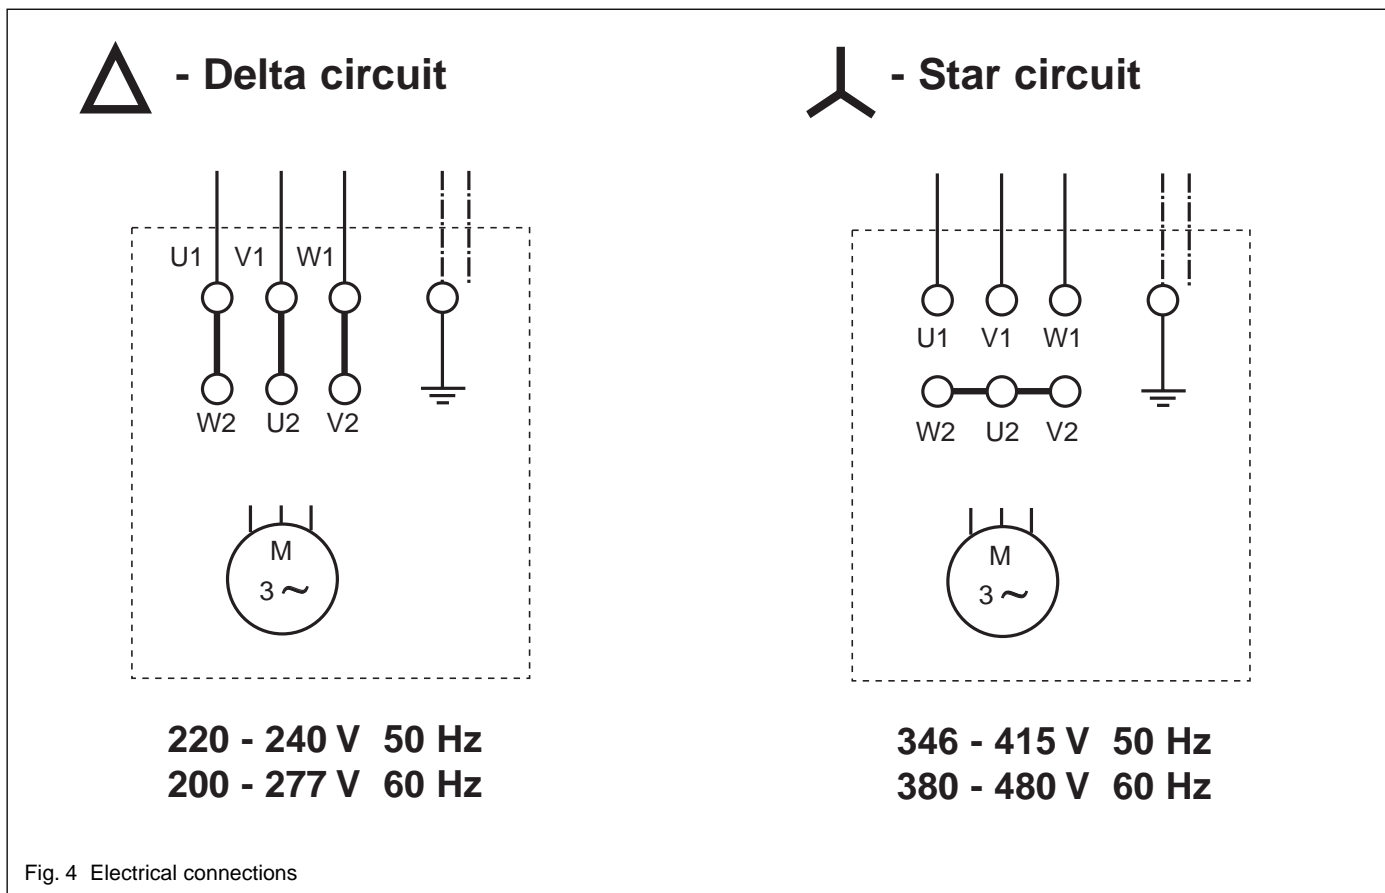 - Delta circuit
U1 V1 W1
W2 U2 V2
M
3 ~
220 - 240 V 50 Hz
200 - 277 V 60 Hz
- Star circuit
U1 V1 W1
W2 U2 V2
M
3 ~
346 - 415 V 50 Hz
380 - 480 V 60 Hz
Fig. 4 Electrical connections